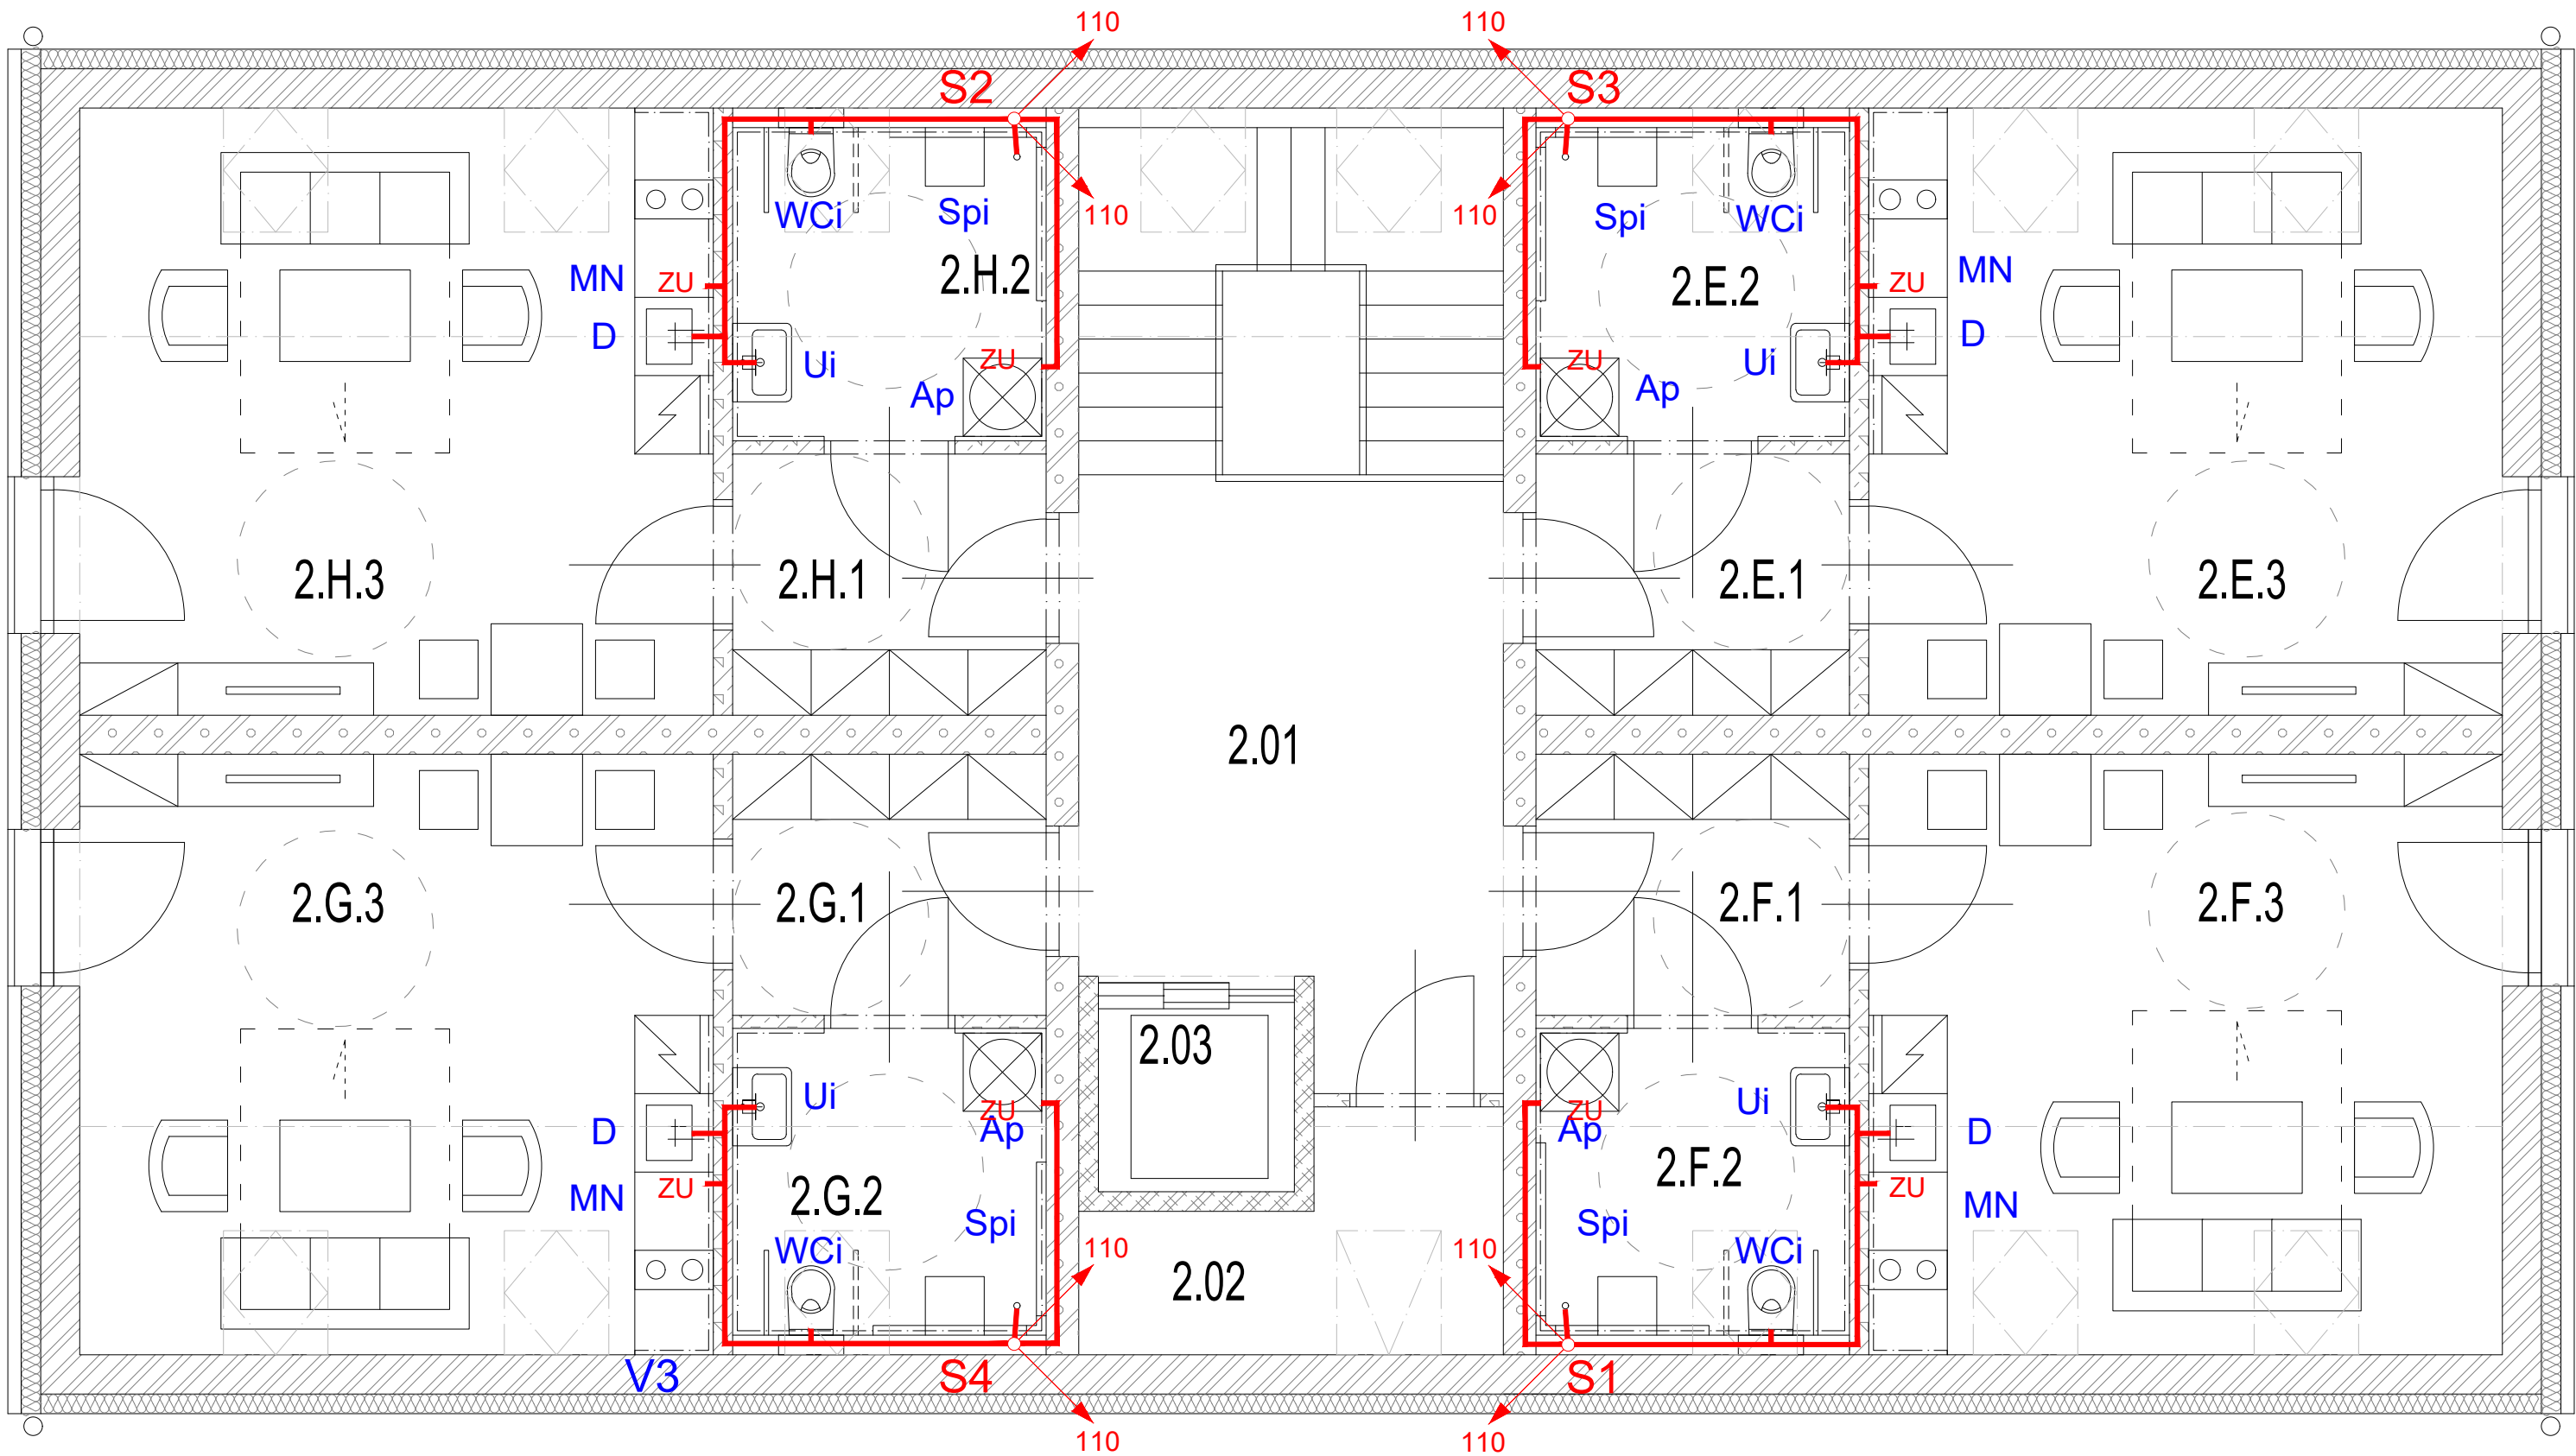 110
110
S2
S3
WCi
Spi
110
110
Spi
WCi
MN
ZU
2.H.2
2.E.2
ZU
MN
D
Ui
ZU
Ap
ZU
Ap
Ui
D
2.H.3
2.H.1
2.E.1
2.E.3
2.01
2.G.3
2.G.1
2.F.1
2.F.3
2.03
D
Ui
ZU
Ap
ZU
Ap
Ui
D
MN
ZU
2.G.2
Spi
WCi
110
110
Spi
2.F.2
WCi
ZU
MN
2.02
V3
S4
S1
110
110